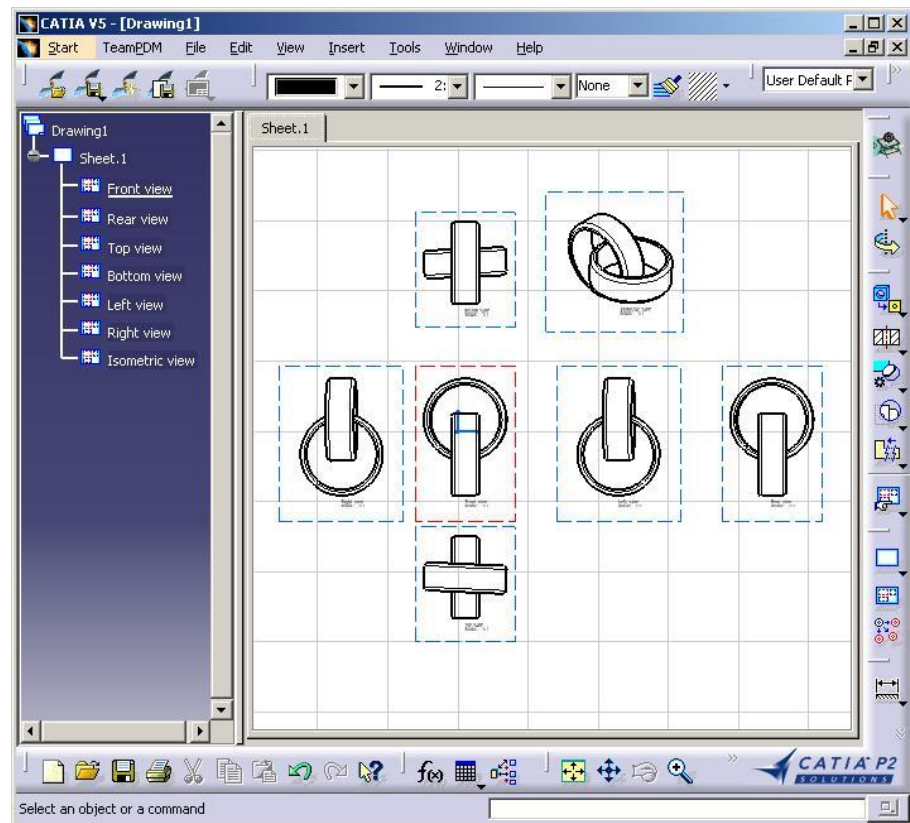 CATIA V5 - [Drawing1]
Start TeamPDM File Edit View Insert Tools Window Help
2: None User Default F
Drawing1
Sheet.1
Front view
Rear view
Top view
Bottom view
Left view
Right view
Isometric view
Sheet.1
f(x)
CATIA P2
SOLUTIONS
Select an object or a command